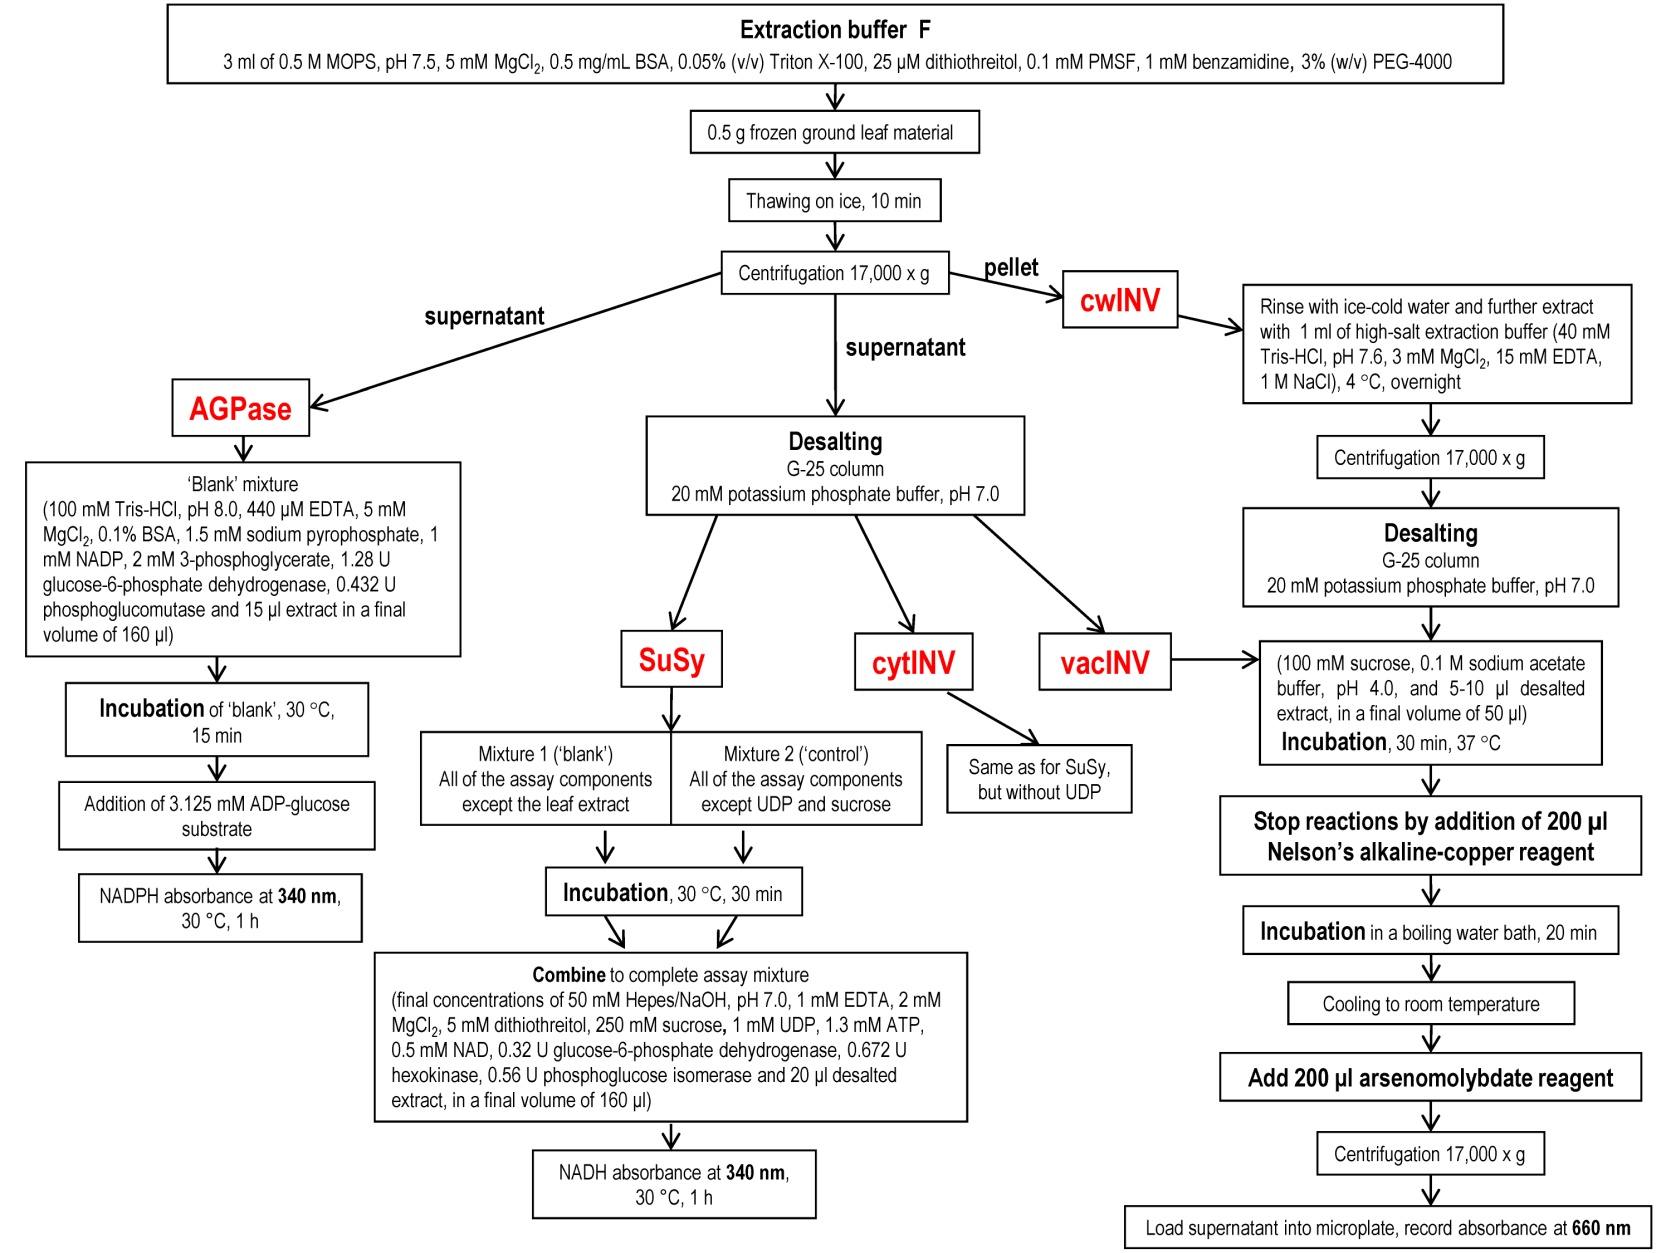 Extraction buffer F
3 ml of 0.5 M MOPS, pH 7.5, 5 mM MgCl₂, 0.5 mg/mL BSA, 0.05% (v/v) Triton X-100, 25 µM dithiothreitol, 0.1 mM PMSF, 1 mM benzamidine, 3% (w/v) PEG-4000
0.5 g frozen ground leaf material
Thawing on ice, 10 min
Centrifugation 17,000 x g
supernatant
AGPase
‘Blank’ mixture
(100 mM Tris-HCl, pH 8.0, 440 µM EDTA, 5 mM
MgCl₂, 0.1% BSA, 1.5 mM sodium pyrophosphate, 1
mM NADP, 2 mM 3-phosphoglycerate, 1.28 U
glucose-6-phosphate dehydrogenase, 0.432 U
phosphoglucomutase and 15 µl extract in a final
volume of 160 µl)
Incubation of ‘blank’, 30 °C,
15 min
Addition of 3.125 mM ADP-glucose
substrate
NADPH absorbance at 340 nm,
30 °C, 1 h
supernatant
Desalting
G-25 column
20 mM potassium phosphate buffer, pH 7.0
SuSy
Mixture 1 (‘blank’)
All of the assay components
except the leaf extract
Mixture 2 (‘control’)
All of the assay components
except UDP and sucrose
Incubation, 30 °C, 30 min
Combine to complete assay mixture
(final concentrations of 50 mM Hepes/NaOH, pH 7.0, 1 mM EDTA, 2 mM
MgCl₂, 5 mM dithiothreitol, 250 mM sucrose, 1 mM UDP, 1.3 mM ATP,
0.5 mM NAD, 0.32 U glucose-6-phosphate dehydrogenase, 0.672 U
hexokinase, 0.56 U phosphoglucose isomerase and 20 µl desalted
extract, in a final volume of 160 µl)
NADH absorbance at 340 nm,
30 °C, 1 h
cytINV
Same as for SuSy,
but without UDP
vacINV
pellet
cwINV
Rinse with ice-cold water and further extract
with 1 ml of high-salt extraction buffer (40 mM
Tris-HCl, pH 7.6, 3 mM MgCl₂, 15 mM EDTA,
1 M NaCl), 4 °C, overnight
Centrifugation 17,000 x g
Desalting
G-25 column
20 mM potassium phosphate buffer, pH 7.0
(100 mM sucrose, 0.1 M sodium acetate
buffer, pH 4.0, and 5-10 µl desalted
extract, in a final volume of 50 µl)
Incubation, 30 min, 37 °C
Stop reactions by addition of 200 µl
Nelson’s alkaline-copper reagent
Incubation in a boiling water bath, 20 min
Cooling to room temperature
Add 200 µl arsenomolybdate reagent
Centrifugation 17,000 x g
Load supernatant into microplate, record absorbance at 660 nm